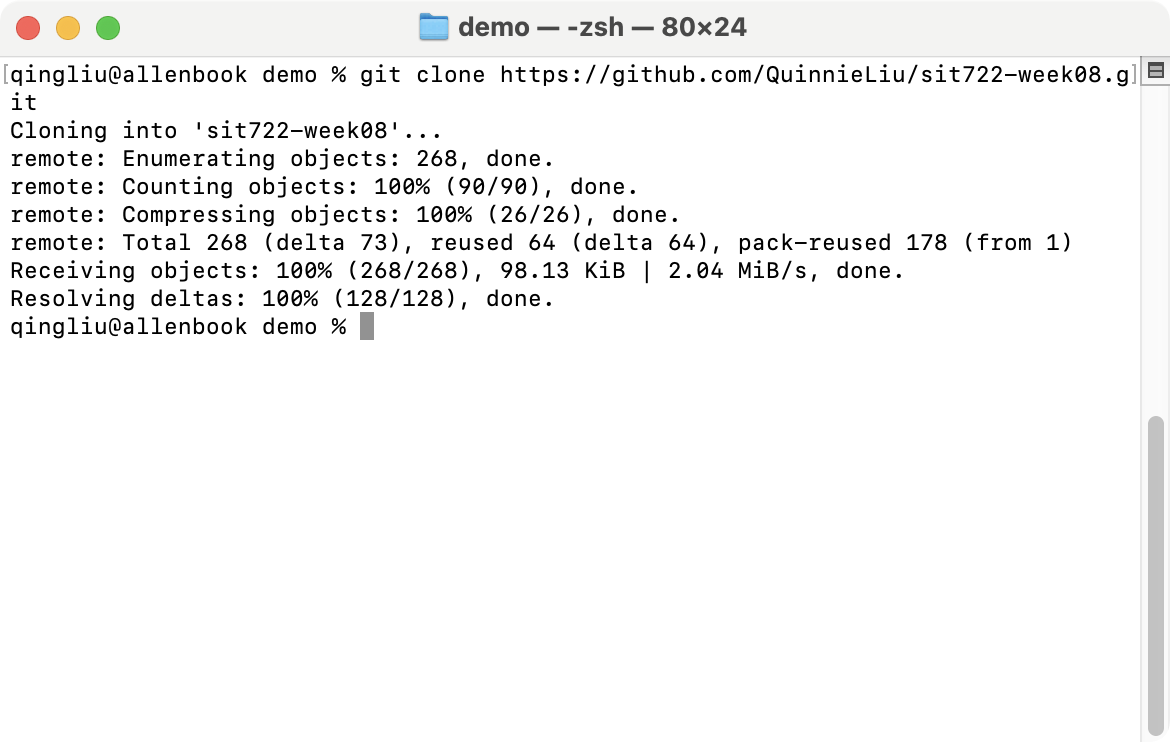 demo — -zsh — 80×24
[qingliu@allenbook demo % git clone https://github.com/QuinnieLiu/sit722-week08.g]
it
Cloning into 'sit722-week08'...
remote: Enumerating objects: 268, done.
remote: Counting objects: 100% (90/90), done.
remote: Compressing objects: 100% (26/26), done.
remote: Total 268 (delta 73), reused 64 (delta 64), pack-reused 178 (from 1)
Receiving objects: 100% (268/268), 98.13 KiB | 2.04 MiB/s, done.
Resolving deltas: 100% (128/128), done.
qingliu@allenbook demo %